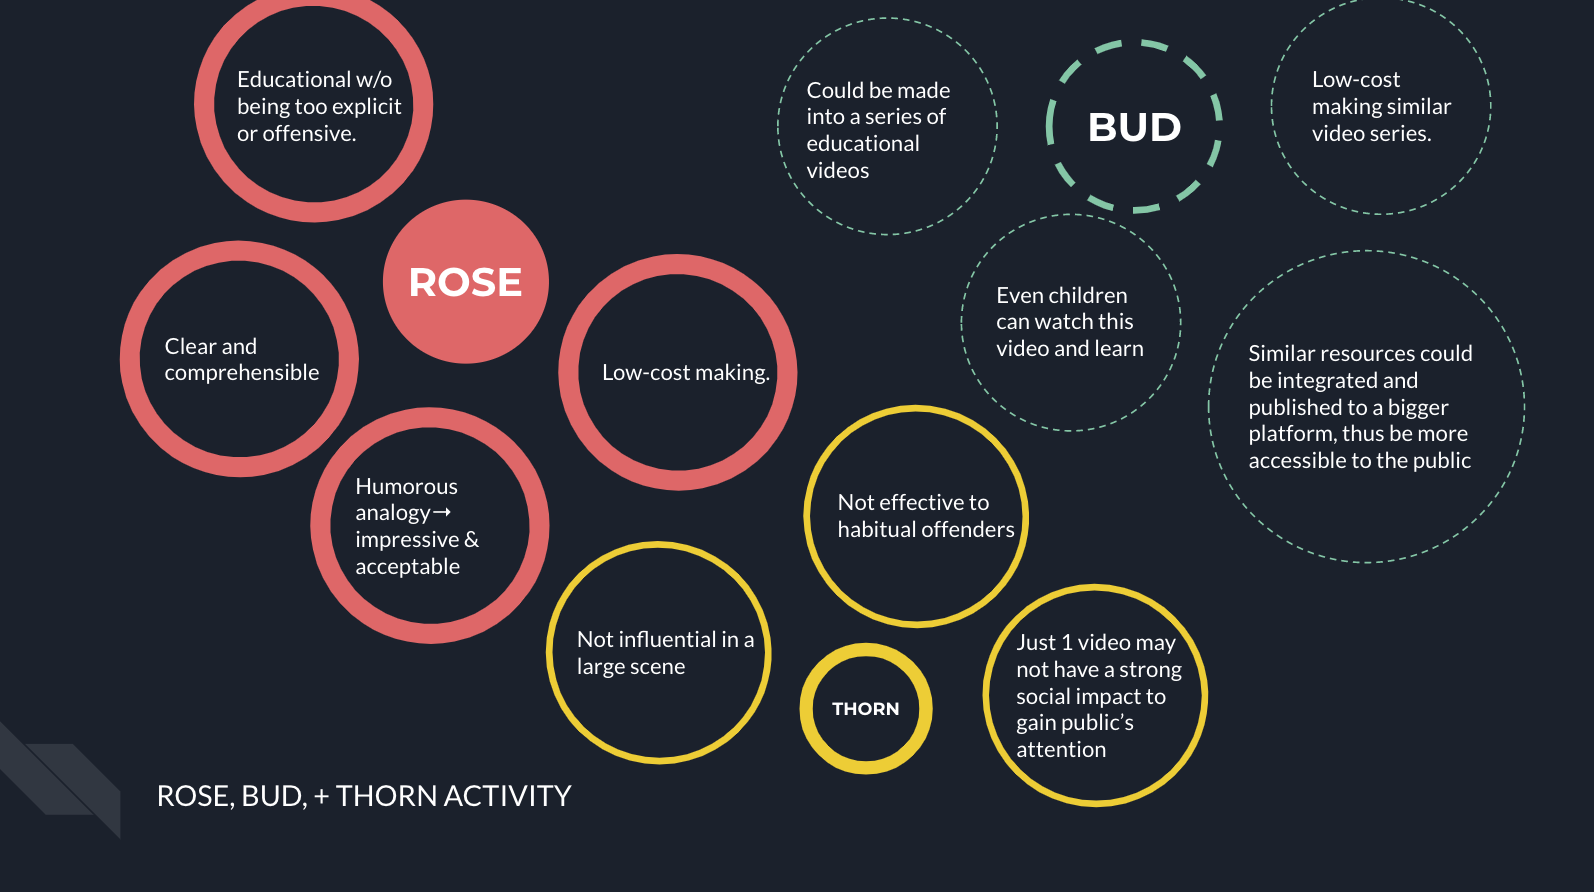 Educational w/o
being too explicit
or offensive.
ROSE
Clear and
comprehensible
Low-cost making.
Humorous
analogy→
impressive &
acceptable
Could be made
into a series of
educational
videos
BUD
Low-cost
making similar
video series.
Even children
can watch this
video and learn
Similar resources could
be integrated and
published to a bigger
platform, thus be more
accessible to the public
Not effective to
habitual offenders
Not influential in a
large scene
THORN
Just 1 video may
not have a strong
social impact to
gain public’s
attention
ROSE, BUD, + THORN ACTIVITY